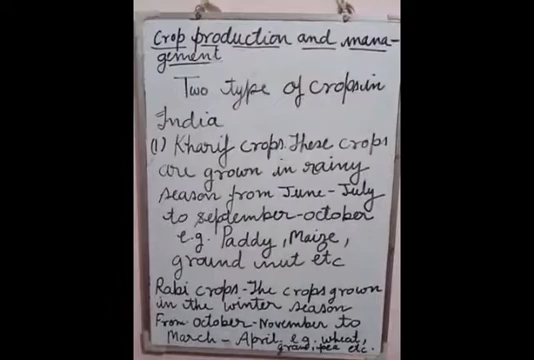 Crop production and mana-
gement
Two type of crops in
India
(1) Kharif crops. These crops
are grown in rainy
season from June-July
to september-october
e.g. Paddy, Maize,
ground nut etc
Rabi crops-The crops grown
in the winter season
From October-November to
March-April e.g. wheat,
gram, pea etc.